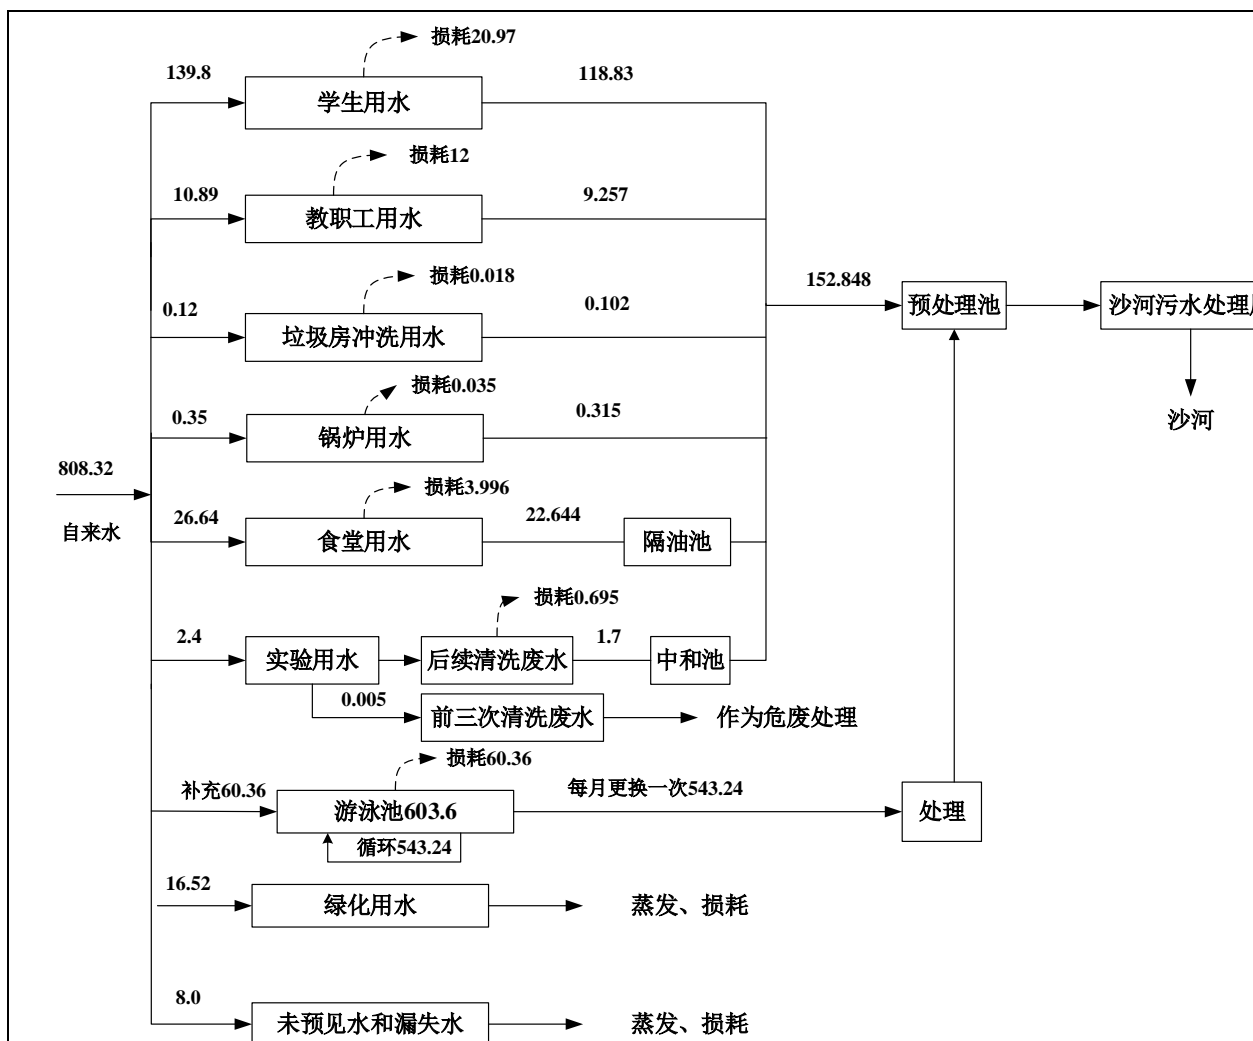 损耗20.97
139.8
118.83
学生用水
损耗12
10.89
9.257
教职工用水
损耗0.018
0.12
0.102
垃圾房冲洗用水
152.848
预处理池
沙河污水处理
沙河
损耗0.035
0.35
0.315
锅炉用水
808.32
自来水
损耗3.996
26.64
22.644
食堂用水
隔油池
损耗0.695
2.4
1.7
实验用水
后续清洗废水
中和池
0.005
前三次清洗废水
作为危废处理
损耗60.36
补充60.36
每月更换一次543.24
游泳池603.6
处理
循环543.24
16.52
绿化用水
蒸发、损耗
8.0
未预见水和漏失水
蒸发、损耗